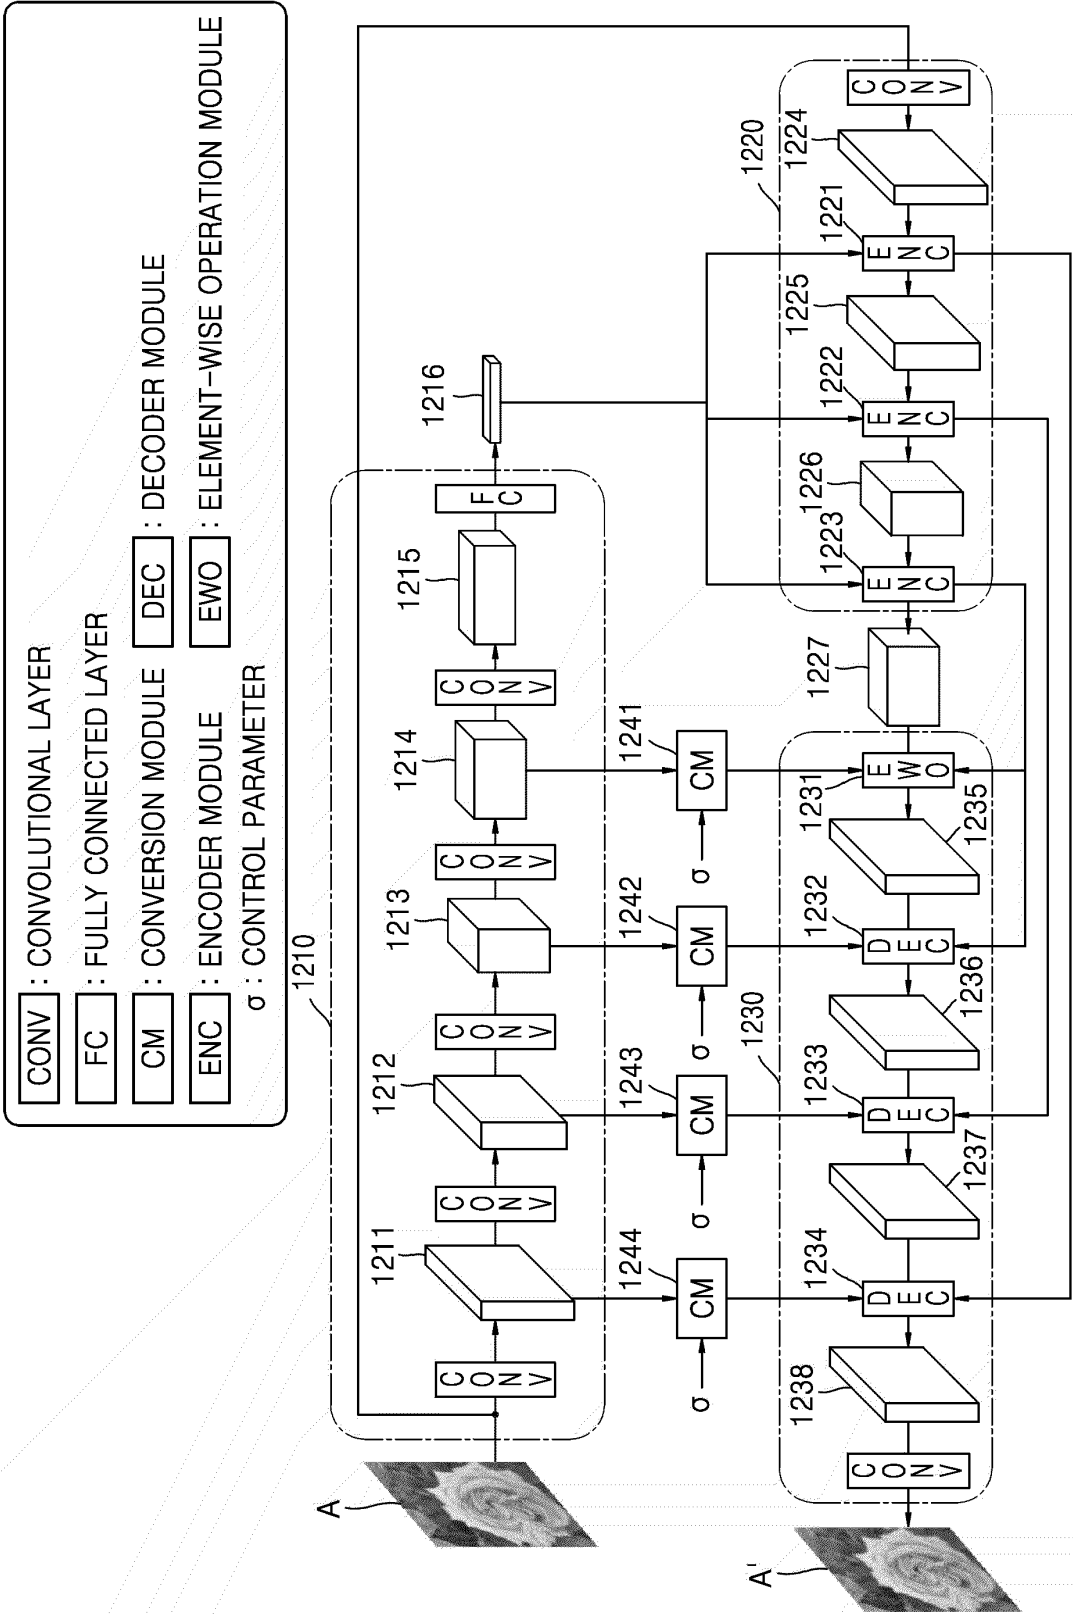 CONV : CONVOLUTIONAL LAYER
FC : FULLY CONNECTED LAYER
CM : CONVERSION MODULE DEC : DECODER MODULE
ENC : ENCODER MODULE EWO : ELEMENT-WISE OPERATION MODULE
σ : CONTROL PARAMETER
1210
A
CONV
1211
CONV
1212
CONV
1213
CONV
1214
CONV
1215
FC
1216
σ
CM
1244
σ
CM
1243
σ
CM
1242
σ
CM
1241
1230
1220
A'
CONV
1238
DEC
1234
1237
DEC
1233
1236
DEC
1232
1235
EWO
1231
1227
ENC
1223
1226
ENC
1222
1225
ENC
1221
1224
CONV